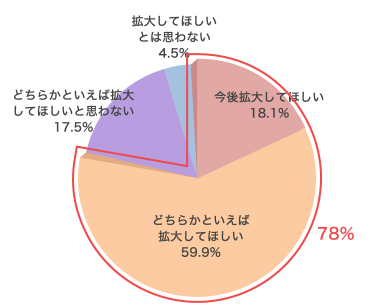 拡大してほしい
とは思わない
4.5%
どちらかといえば拡大
してほしいと思わない
17.5%
今後拡大してほしい
18.1%
どちらかといえば
拡大してほしい
59.9%
78%